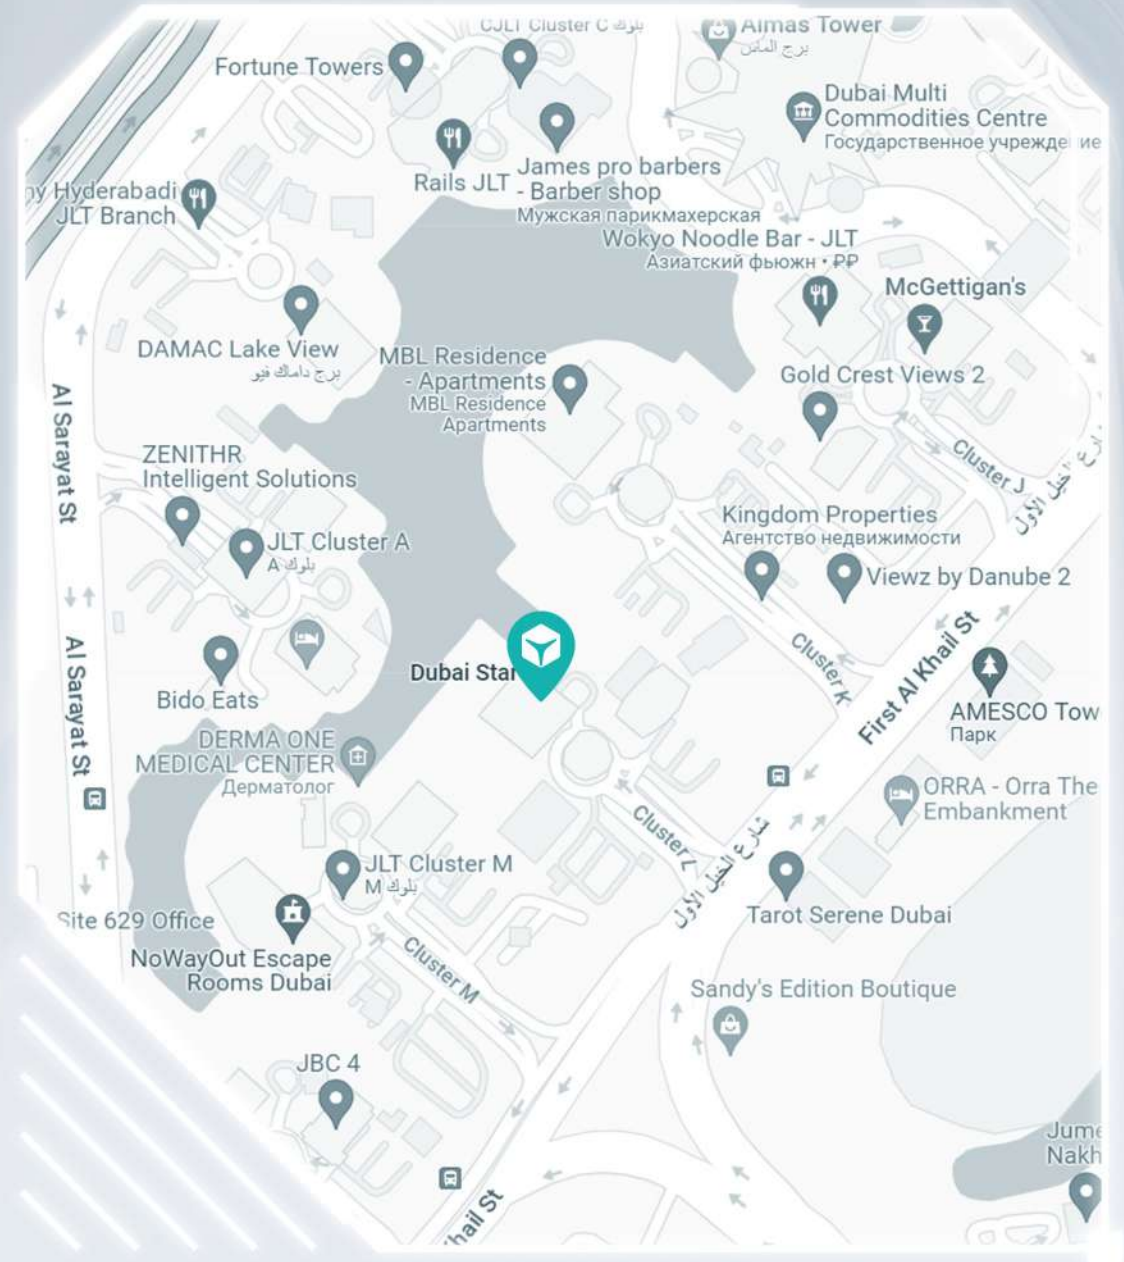 CJLT Cluster C بلوك
Almas Tower
برج الماس
Fortune Towers
Dubai Multi
Commodities Centre
Государственное учреждение
James pro barbers
- Barber shop
Мужская парикмахерская
Rails JLT
ny Hyderabadi
JLT Branch
Wokyo Noodle Bar - JLT
Азиатский фьюжн • ₽₽
McGettigan's
DAMAC Lake View
برج داماك فيو
MBL Residence
- Apartments
MBL Residence
Apartments
Gold Crest Views 2
Al Sarayat St
ZENITHR
Intelligent Solutions
Cluster J
شارع الخيل الأول
Kingdom Properties
Агентство недвижимости
JLT Cluster A
A بلوك
Viewz by Danube 2
Cluster K
First Al Khail St
Al Sarayat St
Bido Eats
Dubai Star
AMESCO Tow
Парк
DERMA ONE
MEDICAL CENTER
Дерматолог
ORRA - Orra The
Embankment
Cluster L
شارع الخيل الأول
JLT Cluster M
M بلوك
Tarot Serene Dubai
Site 629 Office
NoWayOut Escape
Rooms Dubai
Cluster M
Sandy's Edition Boutique
JBC 4
Jume
Nakh
hail St